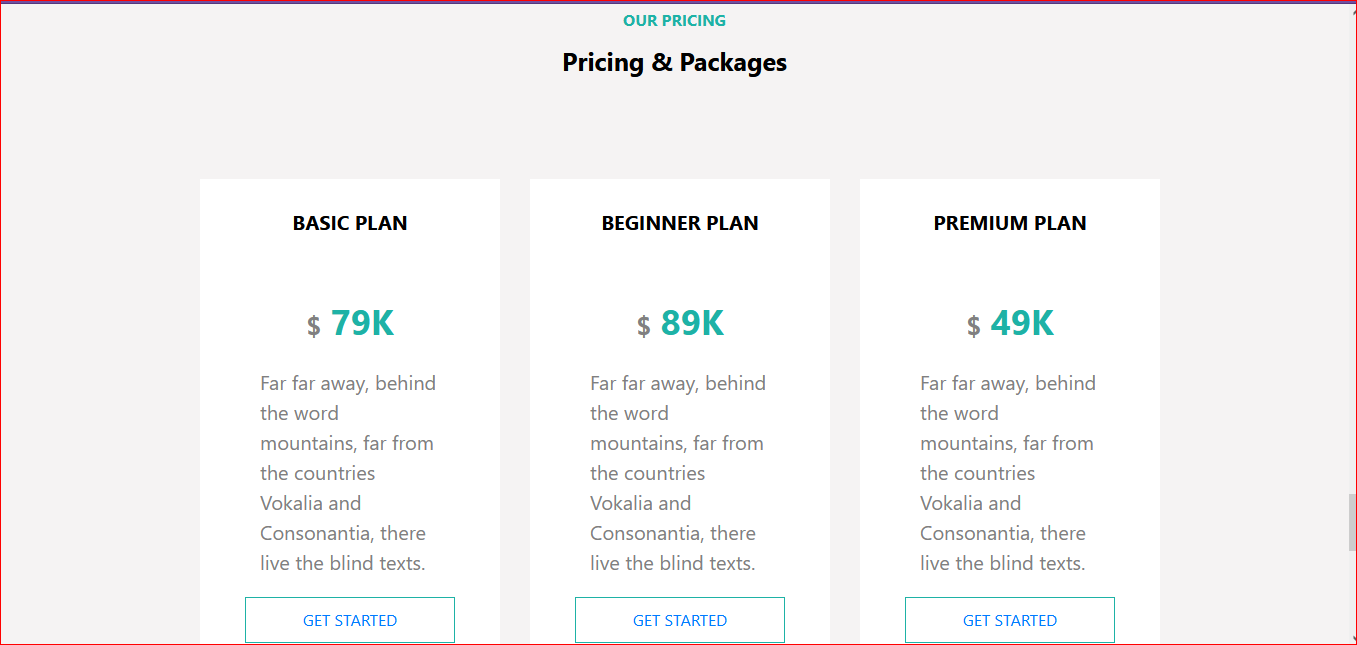 OUR PRICING
Pricing & Packages
BASIC PLAN
$ 79K
Far far away, behind
the word
mountains, far from
the countries
Vokalia and
Consonantia, there
live the blind texts.
GET STARTED
BEGINNER PLAN
$ 89K
Far far away, behind
the word
mountains, far from
the countries
Vokalia and
Consonantia, there
live the blind texts.
GET STARTED
PREMIUM PLAN
$ 49K
Far far away, behind
the word
mountains, far from
the countries
Vokalia and
Consonantia, there
live the blind texts.
GET STARTED